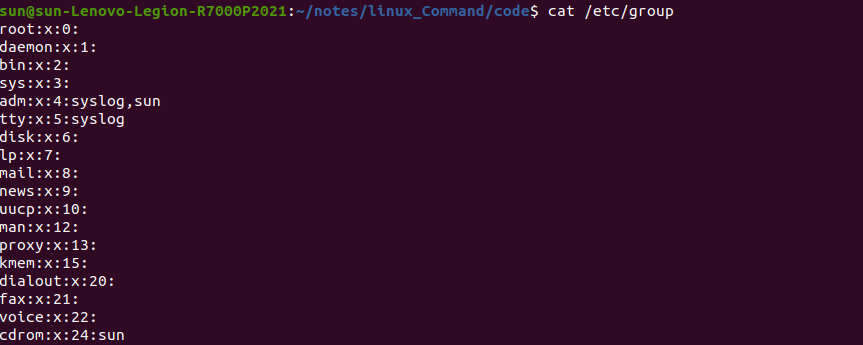 sun@sun-Lenovo-Legion-R7000P2021:~/notes/linux_Command/code$ cat /etc/group
root:x:0:
daemon:x:1:
bin:x:2:
sys:x:3:
adm:x:4:syslog,sun
tty:x:5:syslog
disk:x:6:
lp:x:7:
mail:x:8:
news:x:9:
uucp:x:10:
man:x:12:
proxy:x:13:
kmem:x:15:
dialout:x:20:
fax:x:21:
voice:x:22:
cdrom:x:24:sun